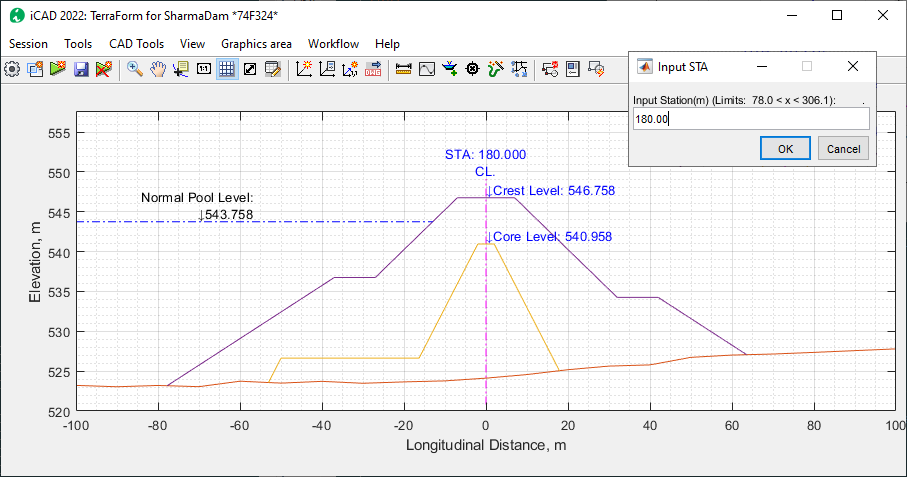 iCAD 2022: TerraForm for SharmaDam *74F324*
Session Tools CAD Tools View Graphics area Workflow Help
1:1
Input STA
Input Station(m) (Limits: 78.0 < x < 306.1): .
180.00
OK Cancel
STA: 180.000
CL.
↓Crest Level: 546.758
Normal Pool Level:
↓543.758
↓Core Level: 540.958
Elevation, m
555
550
545
540
535
530
525
520
-100 -80 -60 -40 -20 0 20 40 60 80 100
Longitudinal Distance, m